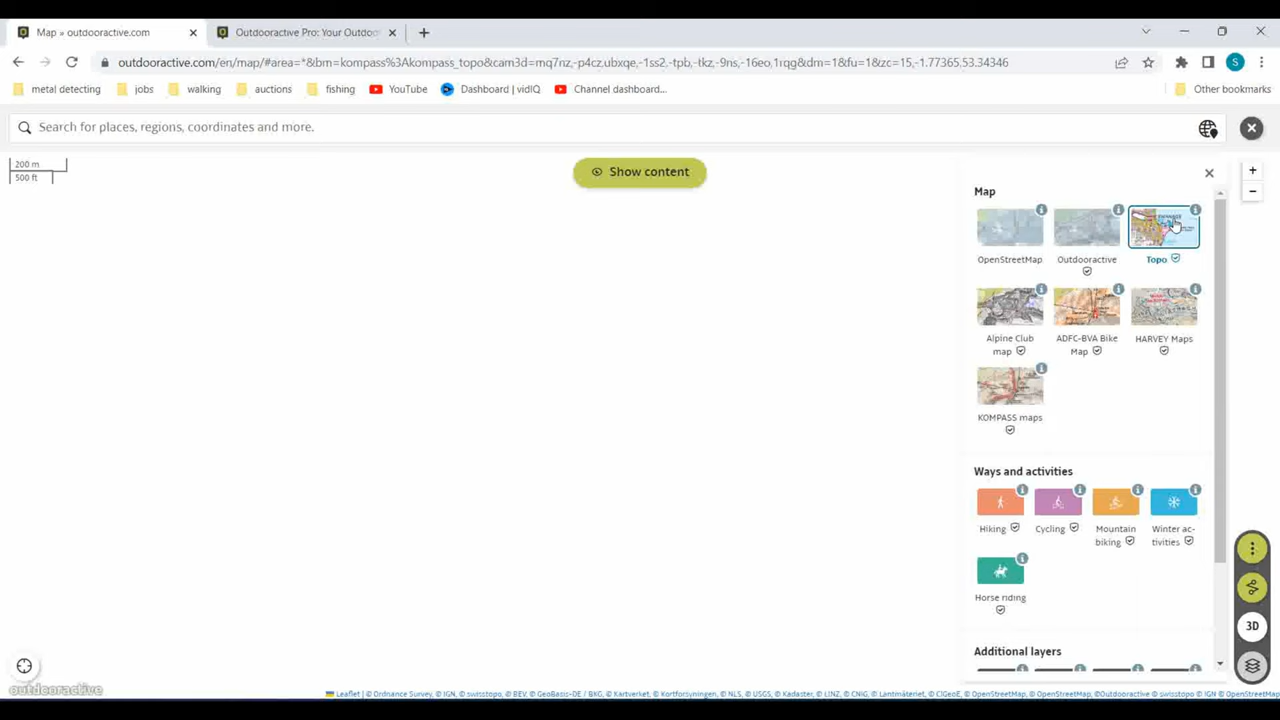 Map » outdooractive.com
Outdooractive Pro: Your Outdo
outdooractive.com/en/map/#area=*&bm=kompass%3Akompass_topo&cam3d=nq7nz,-p4cz,ubxqe,-1ss2,-tpb,-tkz,-9ns,-16eo,1rqg&dm=1&fu=1&zc=15,-1.77365,53.34346
metal detecting
jobs
walking
auctions
fishing
YouTube
Dashboard | vidIQ
Channel dashboard...
Other bookmarks
S
Search for places, regions, coordinates and more.
200 m
500 ft
Show content
+
−
Map
OpenStreetMap
Outdooractive
Topo
Alpine Club
map
ADFC-BVA Bike
Map
HARVEY Maps
KOMPASS maps
Ways and activities
Hiking
Cycling
Mountain
biking
Winter ac-
tivities
Horse riding
3D
Additional layers
outdooractive
Leaflet | © Ordnance Survey, © IGN, © swisstopo, © BEV, © GeoBasis-DE / BKG, © Kartverket, © Kortforsyningen, © NLS, © USGS, © Kadaster, © LINZ, © CNIG, © Lantmäteriet, © CIGeoE, © OpenStreetMap, © OpenStreetMap, ©Outdooractive © swisstopo © IGN © OpenStreetMap